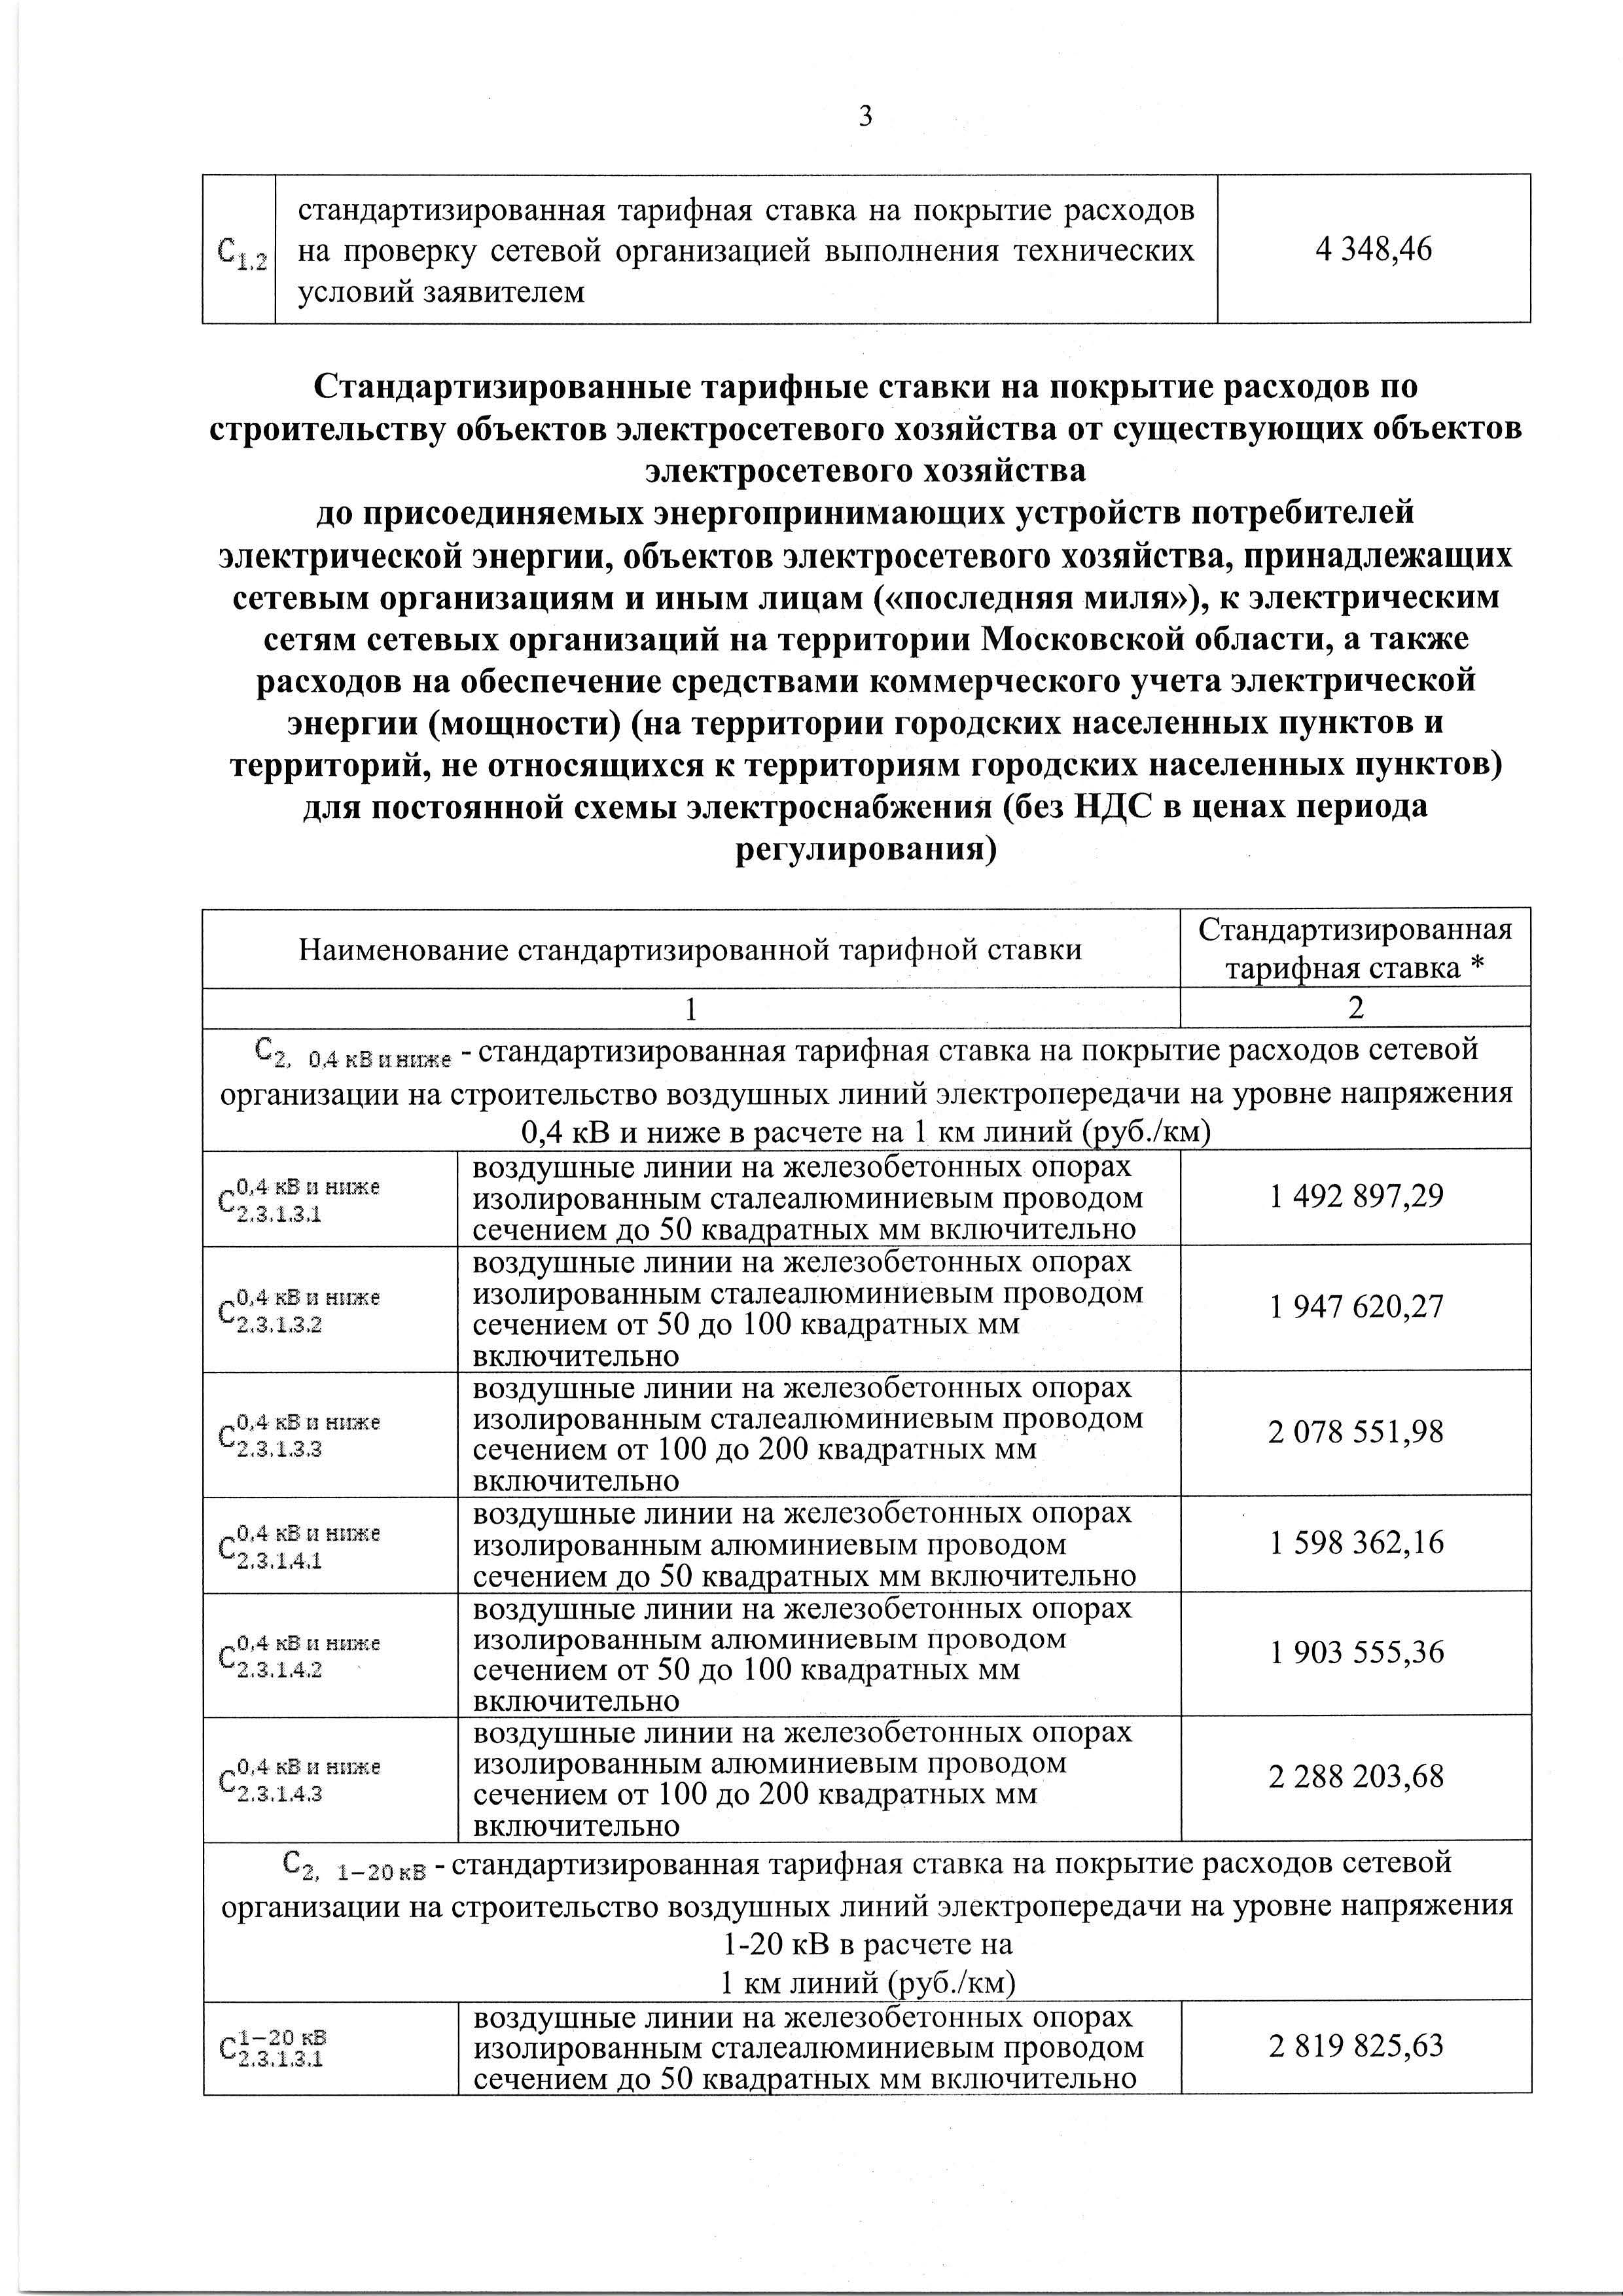 3
C1.2
стандартизированная тарифная ставка на покрытие расходов
на проверку сетевой организацией выполнения технических
условий заявителем
4 348,46
Стандартизированные тарифные ставки на покрытие расходов по
строительству объектов электросетевого хозяйства от существующих объектов
электросетевого хозяйства
до присоединяемых энергопринимающих устройств потребителей
электрической энергии, объектов электросетевого хозяйства, принадлежащих
сетевым организациям и иным лицам («последняя миля»), к электрическим
сетям сетевых организаций на территории Московской области, а также
расходов на обеспечение средствами коммерческого учета электрической
энергии (мощности) (на территории городских населенных пунктов и
территорий, не относящихся к территориям городских населенных пунктов)
для постоянной схемы электроснабжения (без НДС в ценах периода
регулирования)
Наименование стандартизированной тарифной ставки
Стандартизированная
тарифная ставка *
1
2
C2, 0,4 кВ и ниже - стандартизированная тарифная ставка на покрытие расходов сетевой
организации на строительство воздушных линий электропередачи на уровне напряжения
0,4 кВ и ниже в расчете на 1 км линий (руб./км)
C 0,4 кВ и ниже 2.3.1.3.1
воздушные линии на железобетонных опорах
изолированным сталеалюминиевым проводом
сечением до 50 квадратных мм включительно
1 492 897,29
C 0,4 кВ и ниже 2.3.1.3.2
воздушные линии на железобетонных опорах
изолированным сталеалюминиевым проводом
сечением от 50 до 100 квадратных мм
включительно
1 947 620,27
C 0,4 кВ и ниже 2.3.1.3.3
воздушные линии на железобетонных опорах
изолированным сталеалюминиевым проводом
сечением от 100 до 200 квадратных мм
включительно
2 078 551,98
C 0,4 кВ и ниже 2.3.1.4.1
воздушные линии на железобетонных опорах
изолированным алюминиевым проводом
сечением до 50 квадратных мм включительно
1 598 362,16
C 0,4 кВ и ниже 2.3.1.4.2
воздушные линии на железобетонных опорах
изолированным алюминиевым проводом
сечением от 50 до 100 квадратных мм
включительно
1 903 555,36
C 0,4 кВ и ниже 2.3.1.4.3
воздушные линии на железобетонных опорах
изолированным алюминиевым проводом
сечением от 100 до 200 квадратных мм
включительно
2 288 203,68
C2, 1−20 кВ - стандартизированная тарифная ставка на покрытие расходов сетевой
организации на строительство воздушных линий электропередачи на уровне напряжения
1-20 кВ в расчете на
1 км линий (руб./км)
C 1−20 кВ 2.3.1.3.1
воздушные линии на железобетонных опорах
изолированным сталеалюминиевым проводом
сечением до 50 квадратных мм включительно
2 819 825,63